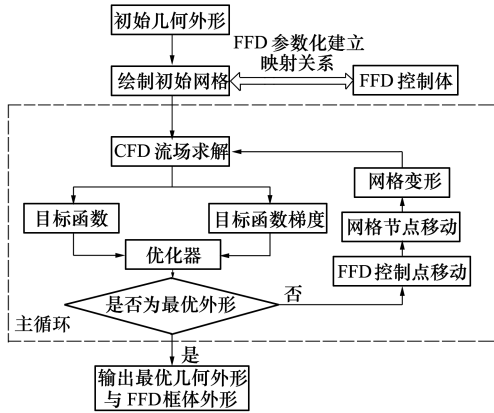 初始几何外形
FFD 参数化建立
映射关系
绘制初始网格
FFD 控制体
CFD 流场求解
网格变形
目标函数
目标函数梯度
网格节点移动
优化器
FFD 控制点移动
是否为最优外形
否
主循环
是
输出最优几何外形
与 FFD框体外形